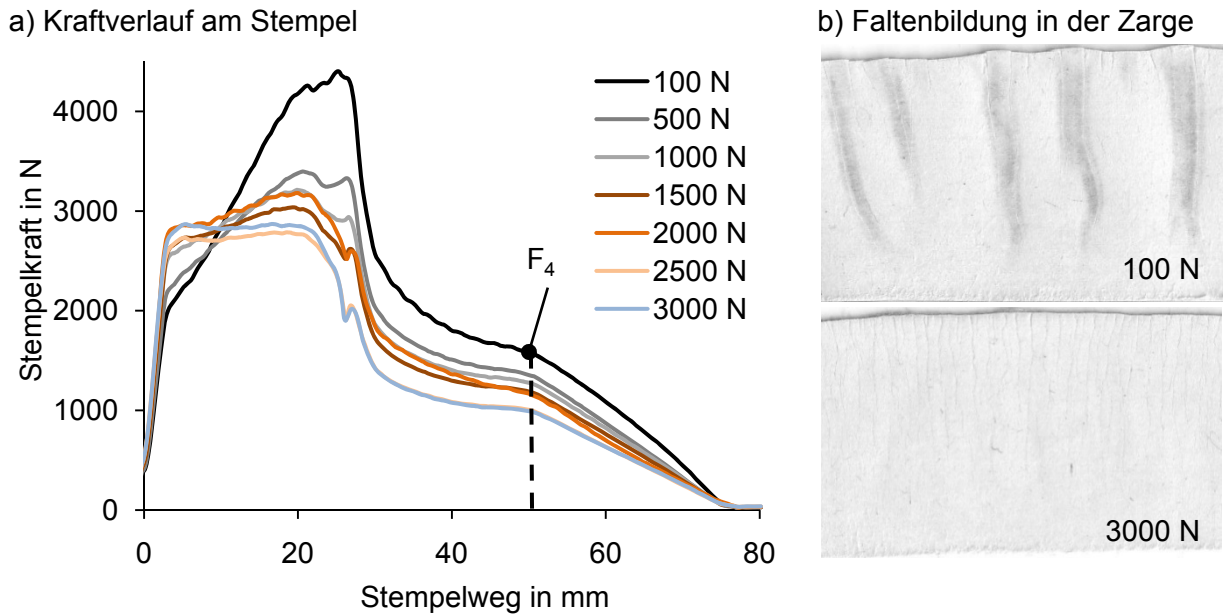 a) Kraftverlauf am Stempel
b) Faltenbildung in der Zarge
Stempelkraft in N
4000
3000
2000
1000
0
0
20
40
60
80
Stempelweg in mm
100 N
500 N
1000 N
1500 N
2000 N
2500 N
3000 N
F₄
100 N
3000 N